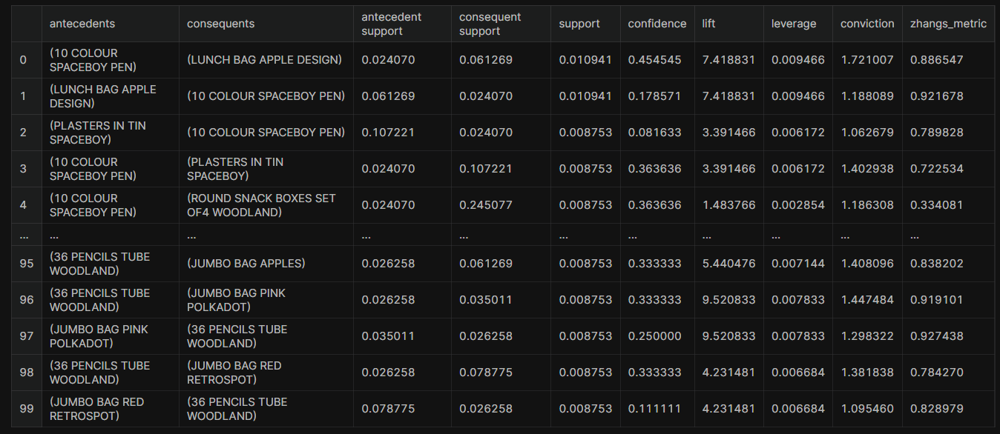 antecedents consequents antecedent support consequent support support confidence lift leverage conviction zhangs_metric
0 (10 COLOUR SPACEBOY PEN) (LUNCH BAG APPLE DESIGN) 0.024070 0.061269 0.010941 0.454545 7.418831 0.009466 1.721007 0.886547
1 (LUNCH BAG APPLE DESIGN) (10 COLOUR SPACEBOY PEN) 0.061269 0.024070 0.010941 0.178571 7.418831 0.009466 1.188089 0.921678
2 (PLASTERS IN TIN SPACEBOY) (10 COLOUR SPACEBOY PEN) 0.107221 0.024070 0.008753 0.081633 3.391466 0.006172 1.062679 0.789828
3 (10 COLOUR SPACEBOY PEN) (PLASTERS IN TIN SPACEBOY) 0.024070 0.107221 0.008753 0.363636 3.391466 0.006172 1.402938 0.722534
4 (10 COLOUR SPACEBOY PEN) (ROUND SNACK BOXES SET OF4 WOODLAND) 0.024070 0.245077 0.008753 0.363636 1.483766 0.002854 1.186308 0.334081
... ... ... ... ... ... ... ... ... ... ...
95 (36 PENCILS TUBE WOODLAND) (JUMBO BAG APPLES) 0.026258 0.061269 0.008753 0.333333 5.440476 0.007144 1.408096 0.838202
96 (36 PENCILS TUBE WOODLAND) (JUMBO BAG PINK POLKADOT) 0.026258 0.035011 0.008753 0.333333 9.520833 0.007833 1.447484 0.919101
97 (JUMBO BAG PINK POLKADOT) (36 PENCILS TUBE WOODLAND) 0.035011 0.026258 0.008753 0.250000 9.520833 0.007833 1.298322 0.927438
98 (36 PENCILS TUBE WOODLAND) (JUMBO BAG RED RETROSPOT) 0.026258 0.078775 0.008753 0.333333 4.231481 0.006684 1.381838 0.784270
99 (JUMBO BAG RED RETROSPOT) (36 PENCILS TUBE WOODLAND) 0.078775 0.026258 0.008753 0.111111 4.231481 0.006684 1.095460 0.828979